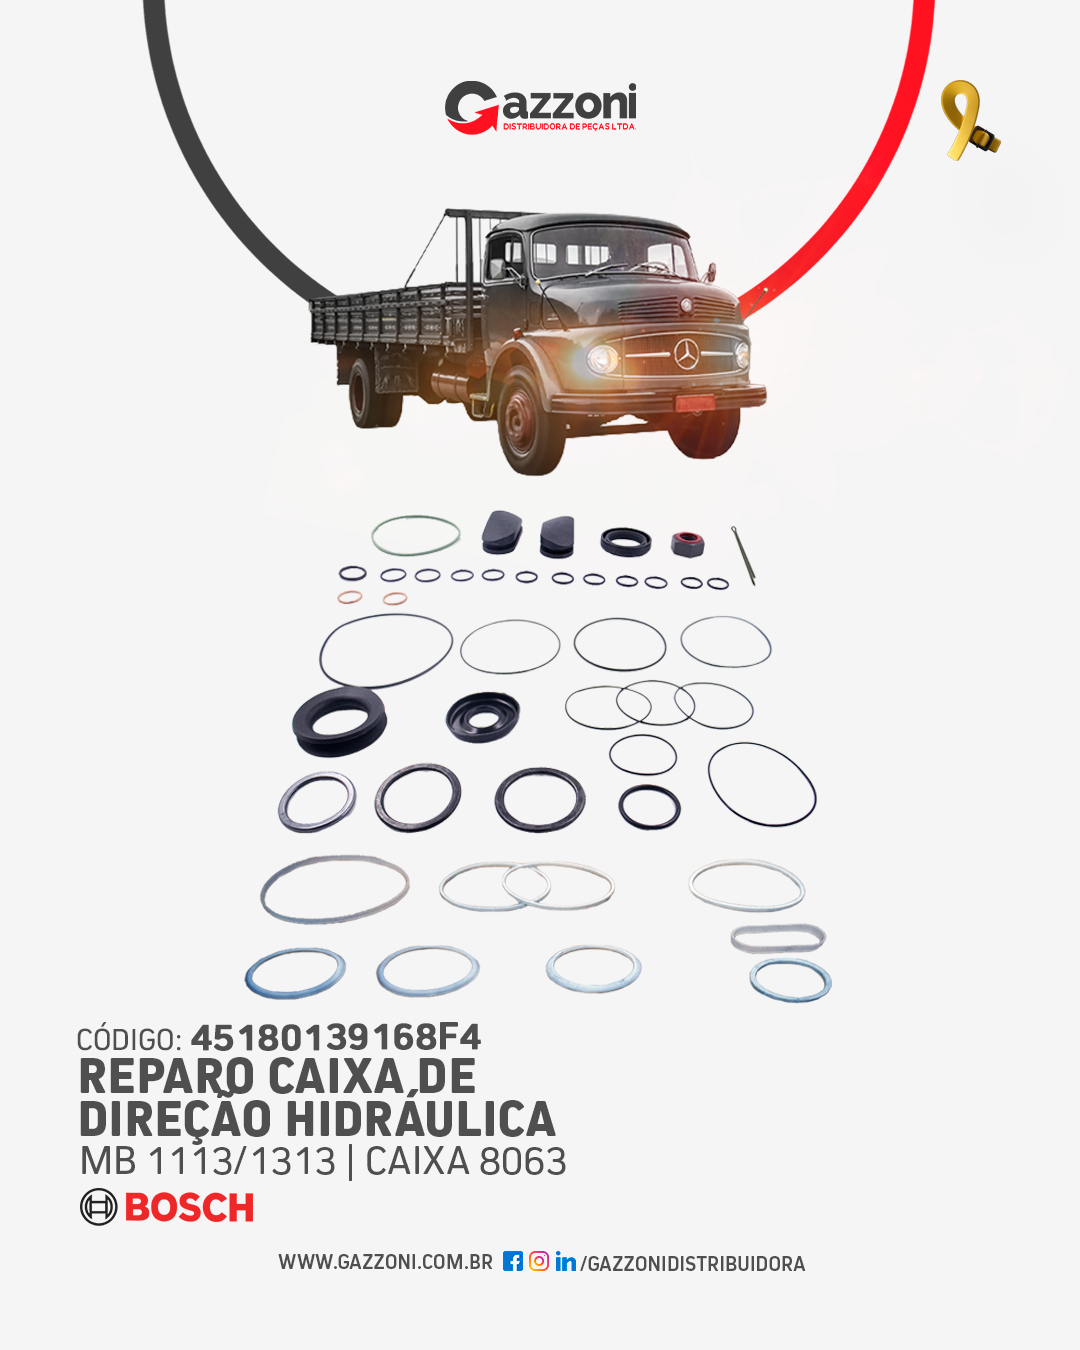 Gazzoni
DISTRIBUIDORA DE PEÇAS LTDA.
CÓDIGO: 45180139168F4
REPARO CAIXA DE
DIREÇÃO HIDRÁULICA
MB 1113/1313 | CAIXA 8063
BOSCH
WWW.GAZZONI.COM.BR /GAZZONIDISTRIBUIDORA